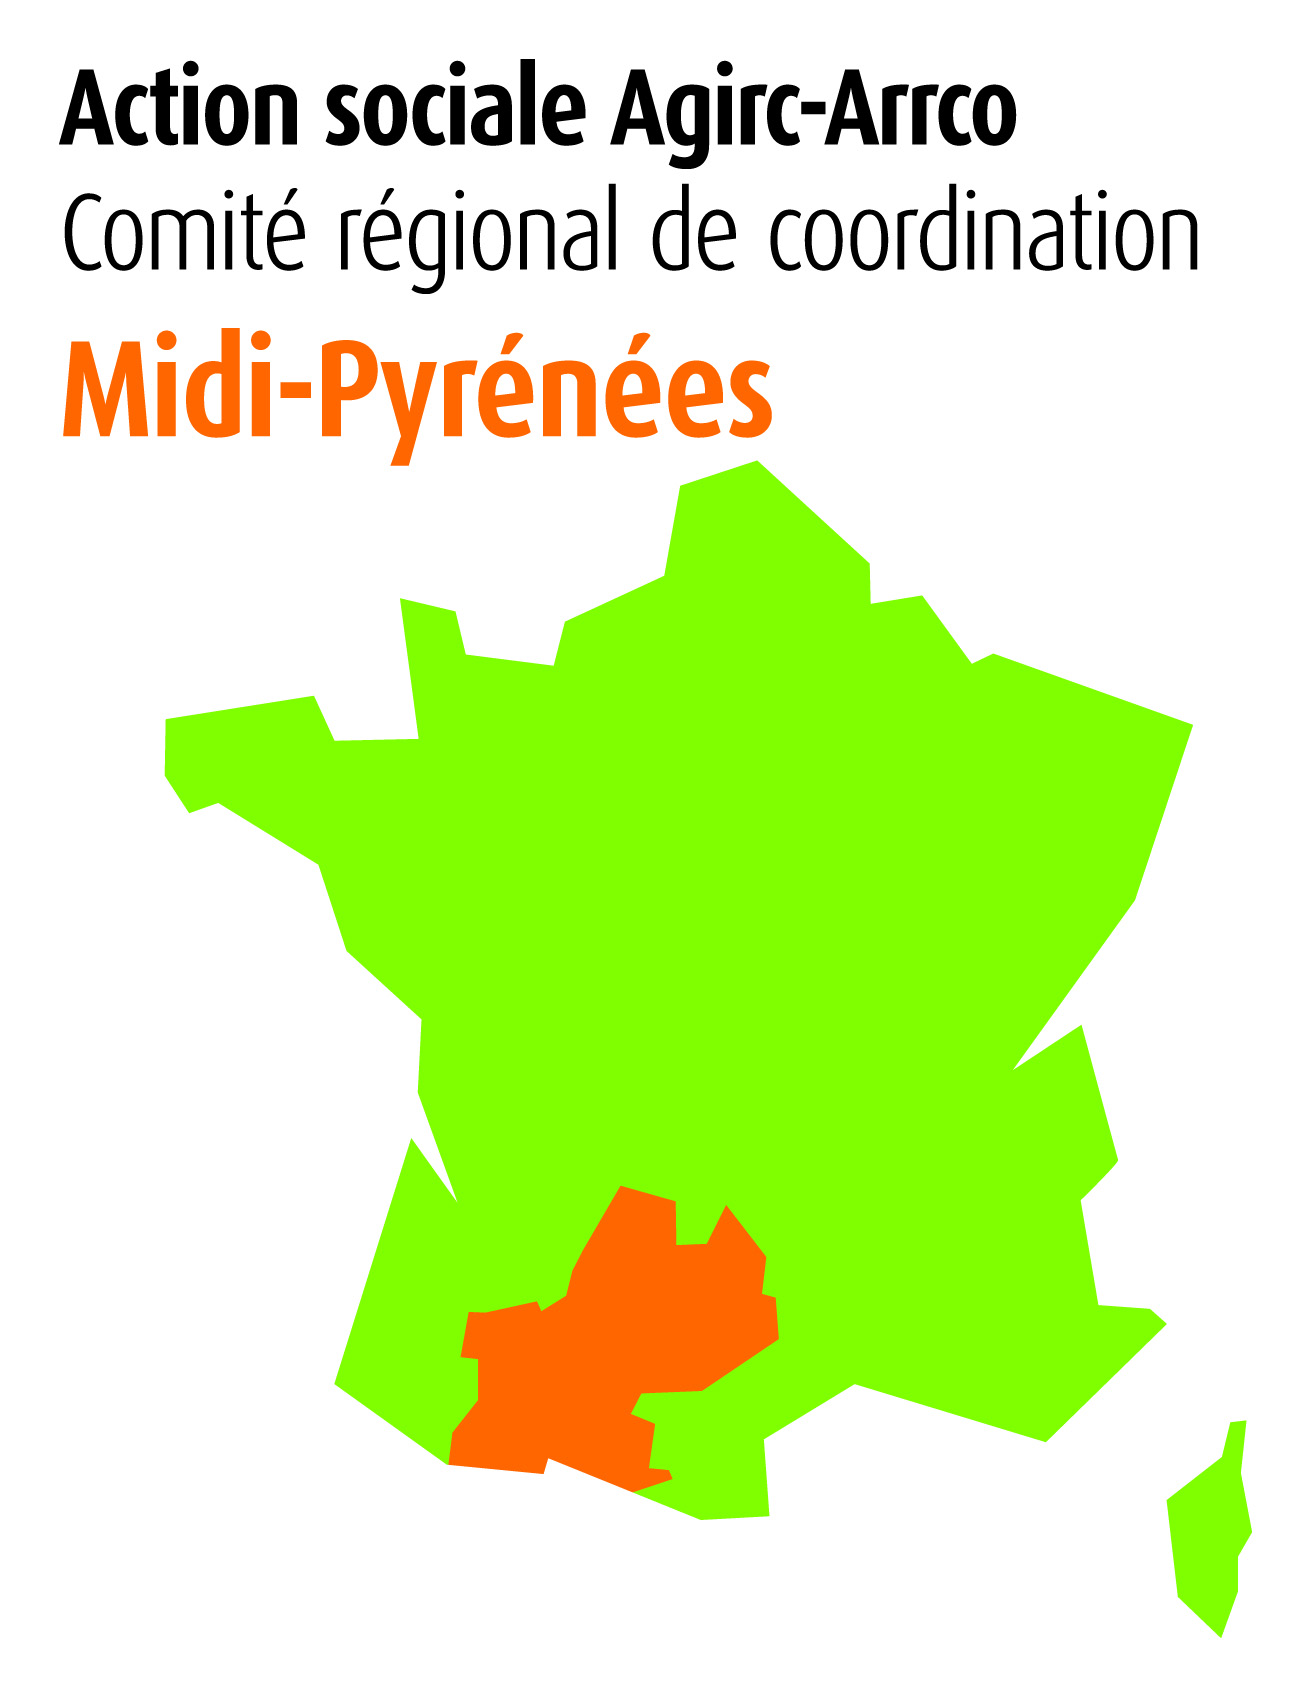 Action sociale Agirc-Arrco
Comité régional de coordination
Midi-Pyrénées